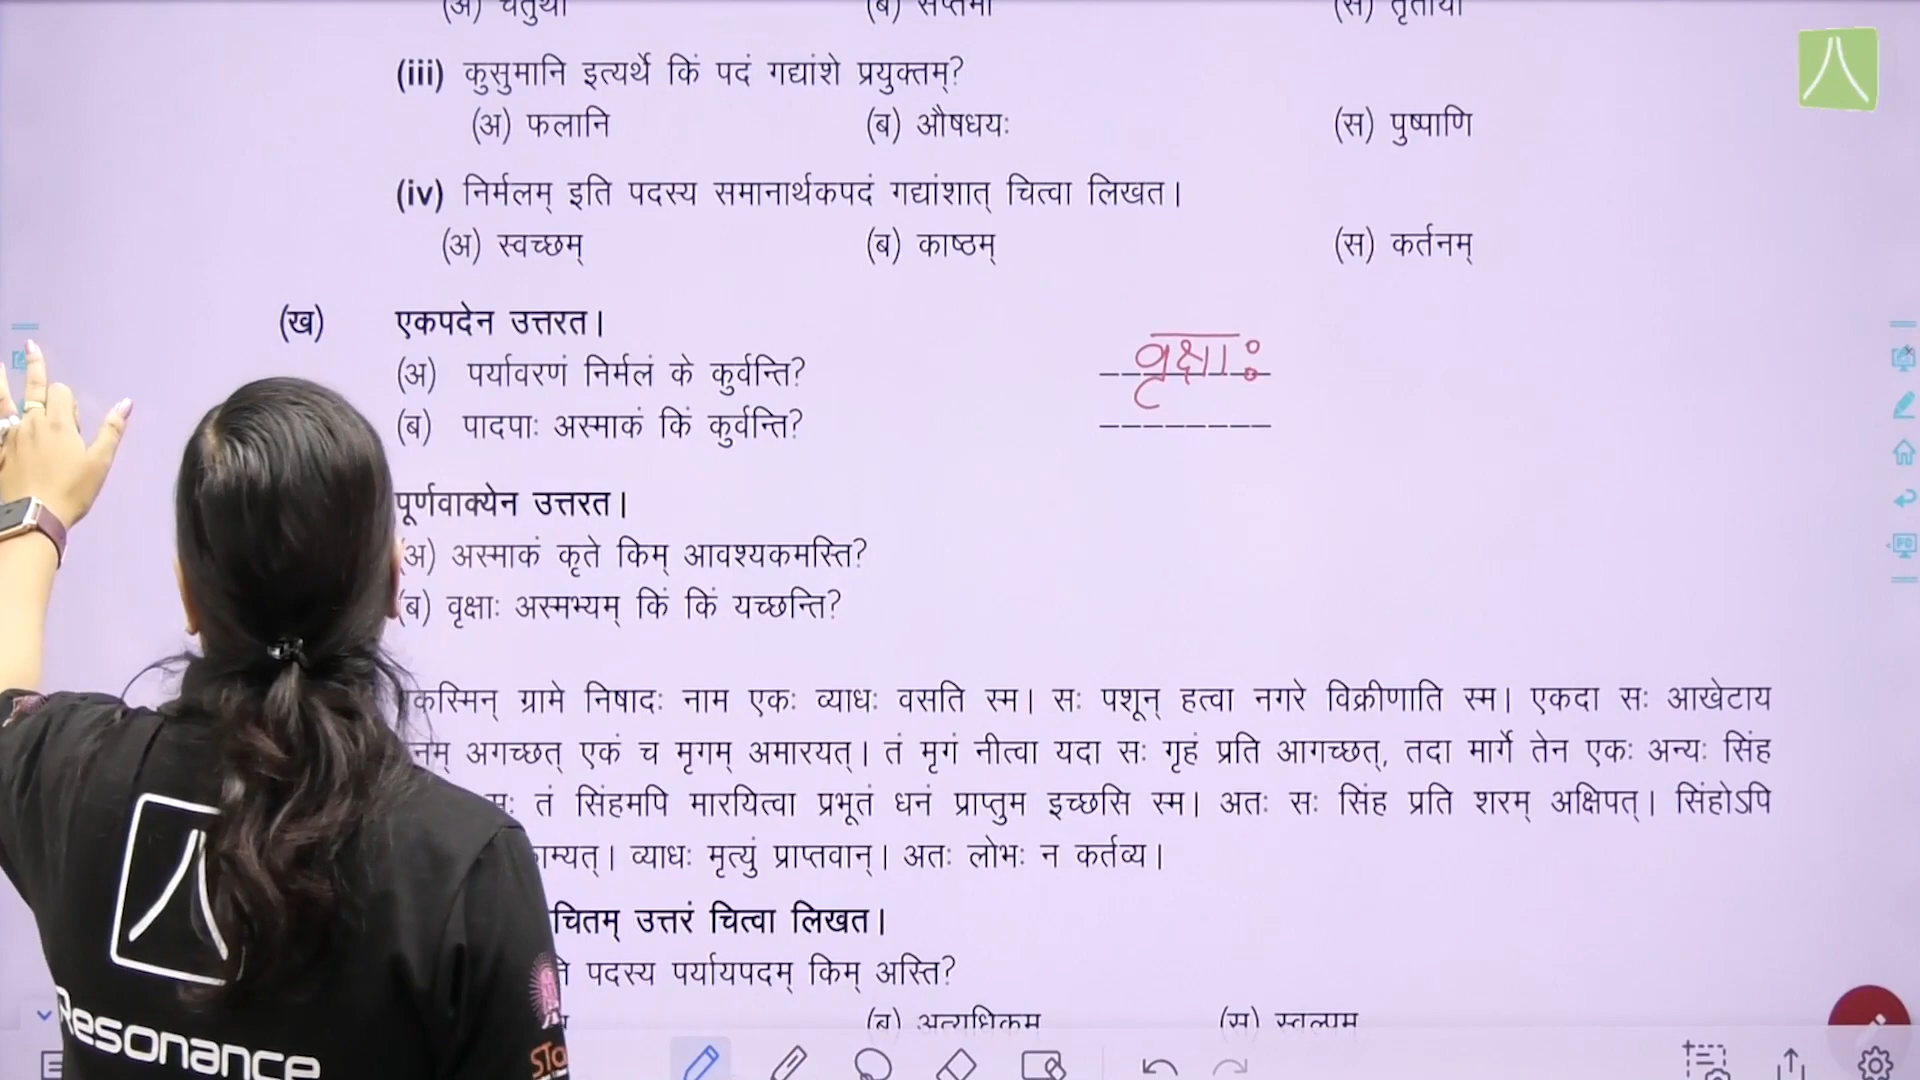 (iii) कुसुमानि इत्यर्थे किं पदं गद्यांशे प्रयुक्तम्?
(अ) फलानि (ब) औषधयः (स) पुष्पाणि
(iv) निर्मलम् इति पदस्य समानार्थकपदं गद्यांशात् चित्वा लिखत।
(अ) स्वच्छम् (ब) काष्ठम् (स) कर्तनम्
(ख) एकपदेन उत्तरत।
(अ) पर्यावरणं निर्मलं के कुर्वन्ति? वृक्षाः
(ब) पादपाः अस्माकं किं कुर्वन्ति? --------
पूर्णवाक्येन उत्तरत।
(अ) अस्माकं कृते किम् आवश्यकमस्ति?
(ब) वृक्षाः अस्मभ्यम् किं किं यच्छन्ति?
ग्रामे निषादः नाम एकः व्याधः वसति स्म। सः पशून् हत्वा नगरे विक्रीणाति स्म। एकदा सः आखेटाय
अगच्छत् एकं च मृगम् अमारयत्। तं मृगं नीत्वा यदा सः गृहं प्रति आगच्छत्, तदा मार्गे तेन एकः अन्यः सिंह
तं सिंहमपि मारयित्वा प्रभूतं धनं प्राप्तुम इच्छसि स्म। अतः सः सिंह प्रति शरम् अक्षिपत्। सिंहोऽपि
व्याधः मृत्युं प्राप्तवान्। अतः लोभः न कर्तव्य।
उत्तरं चित्वा लिखत।
पदस्य पर्यायपदम् किम् अस्ति?
(ब) अत्यधिकम (स) स्वल्पम
Resonance
PQ